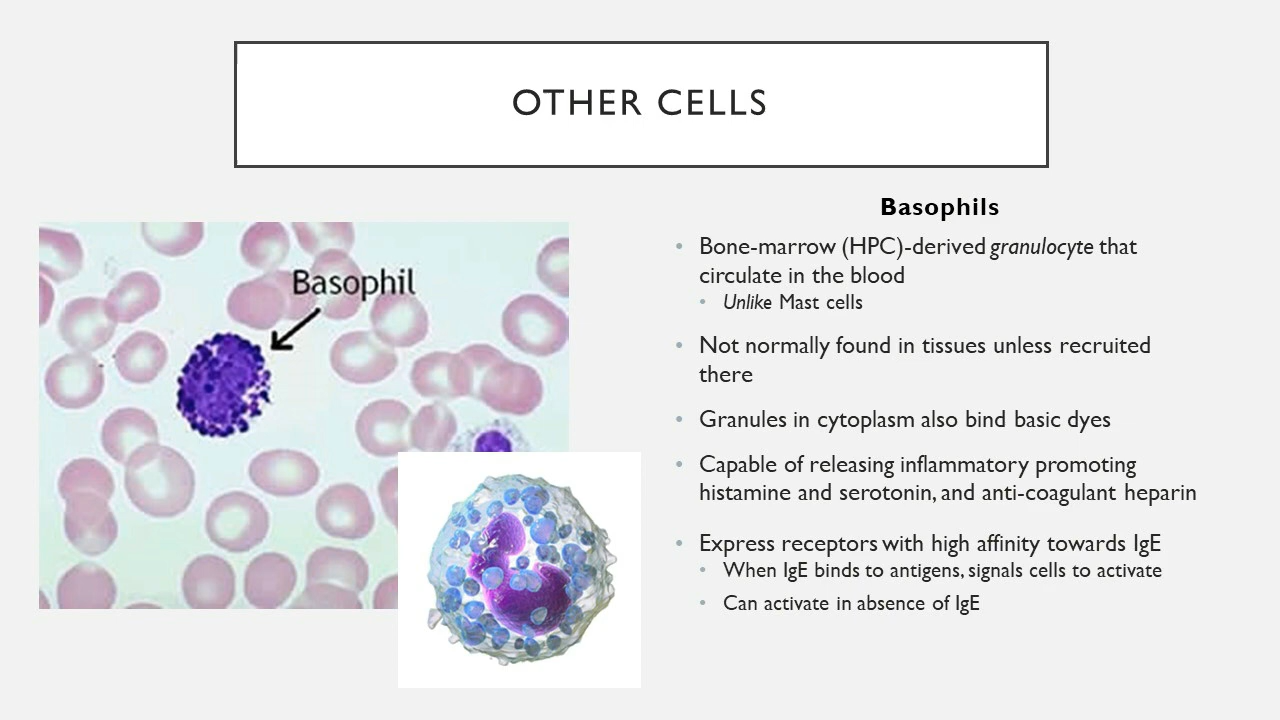 OTHER CELLS
Basophil
Basophils
• Bone-marrow (HPC)-derived granulocyte that
circulate in the blood
• Unlike Mast cells
• Not normally found in tissues unless recruited
there
• Granules in cytoplasm also bind basic dyes
• Capable of releasing inflammatory promoting
histamine and serotonin, and anti-coagulant heparin
• Express receptors with high affinity towards IgE
• When IgE binds to antigens, signals cells to activate
• Can activate in absence of IgE